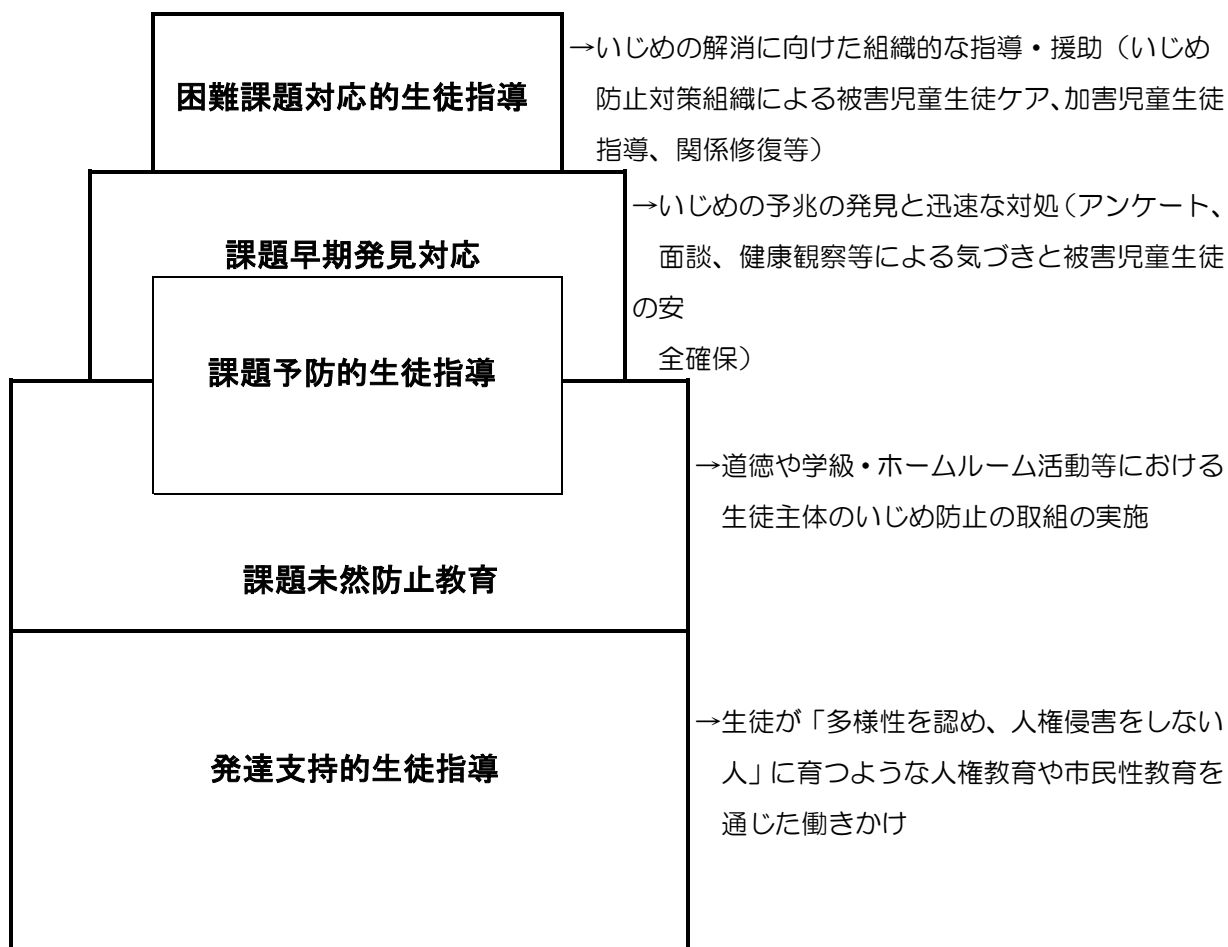 困難課題対応的生徒指導
→いじめの解消に向けた組織的な指導・援助（いじめ
防止対策組織による被害児童生徒ケア、加害児童生徒
指導、関係修復等）
課題早期発見対応
→いじめの予兆の発見と迅速な対処（アンケート、
面談、健康観察等による気づきと被害児童生徒
の安
全確保）
課題予防的生徒指導
→道徳や学級・ホームルーム活動等における
生徒主体のいじめ防止の取組の実施
課題未然防止教育
発達支持的生徒指導
→生徒が「多様性を認め、人権侵害をしない
人」に育つような人権教育や市民性教育を
通じた働きかけ